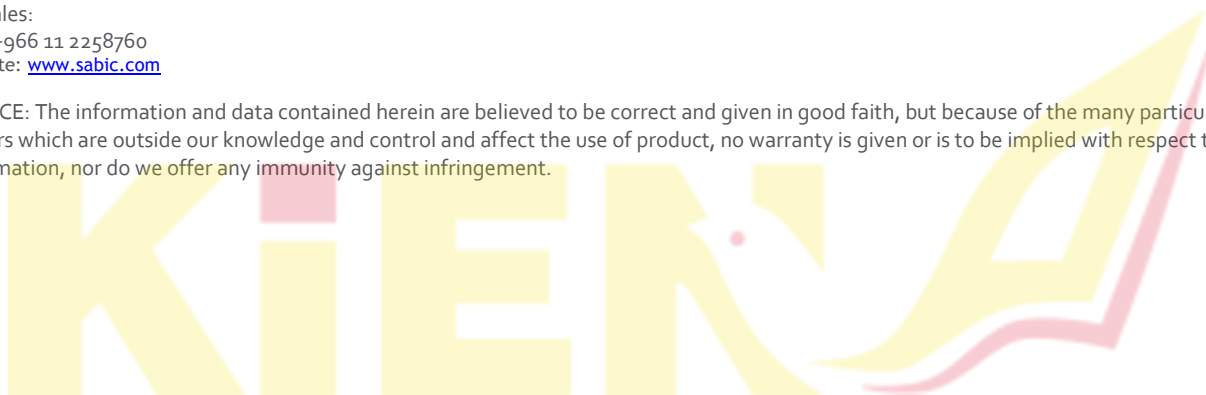 ales:
+966 11 2258760
te: www.sabic.com
CE: The information and data contained herein are believed to be correct and given in good faith, but because of the many particu
rs which are outside our knowledge and control and affect the use of product, no warranty is given or is to be implied with respect t
mation, nor do we offer any immunity against infringement.
KiEN